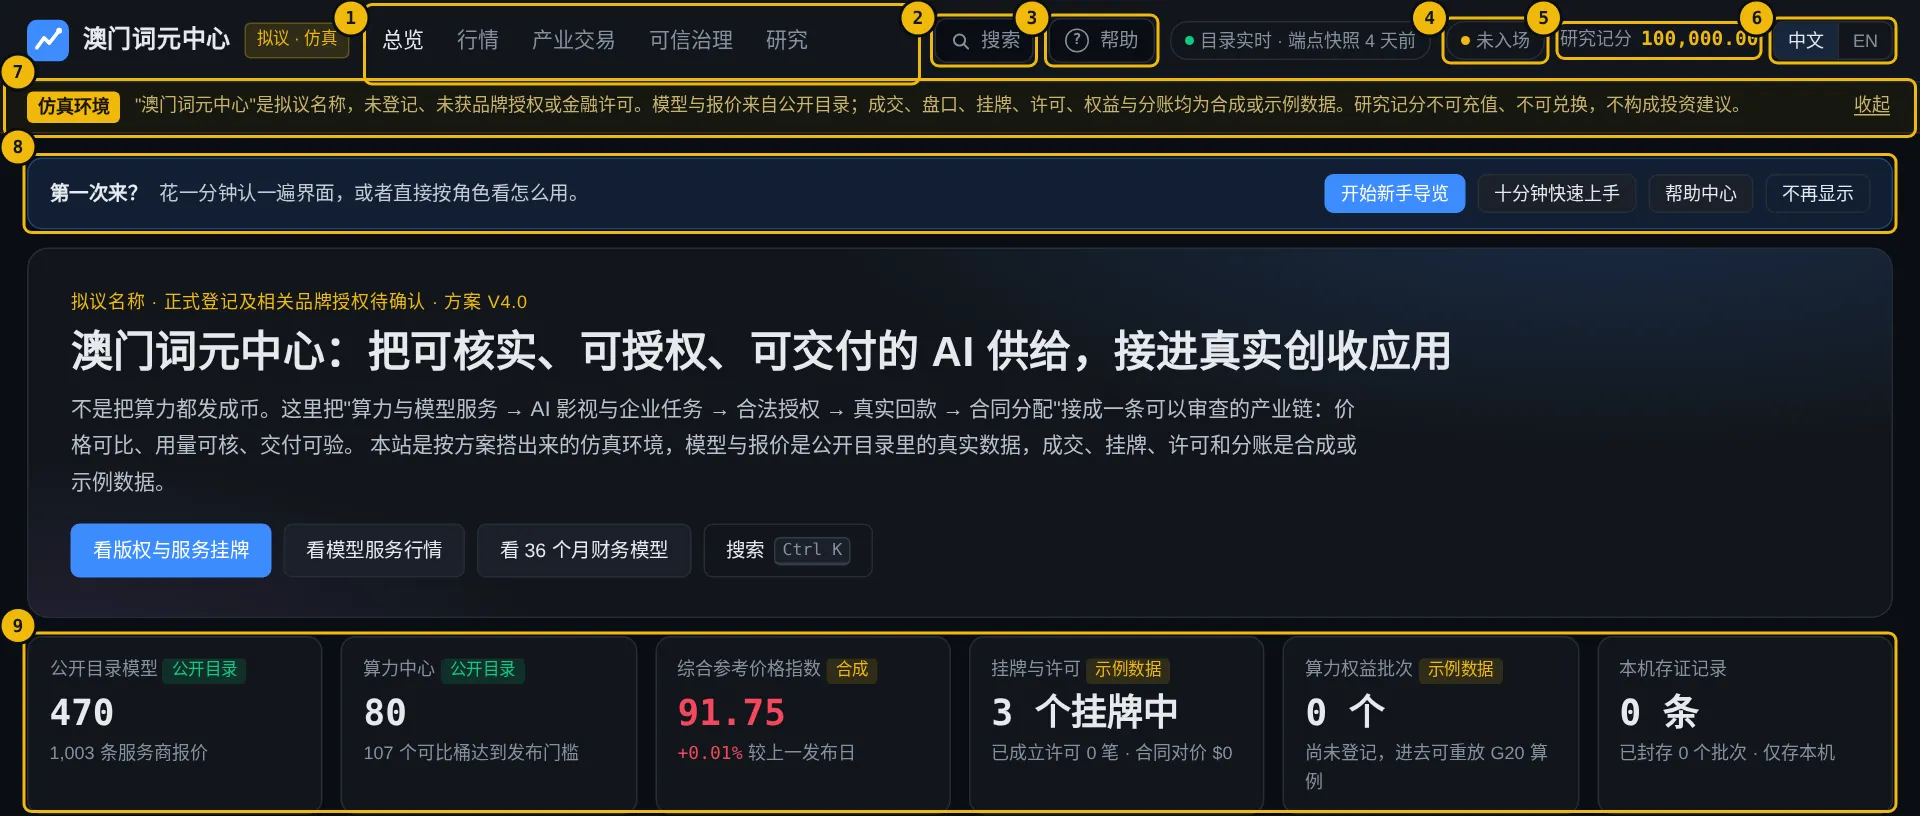 澳门词元中心 拟议 · 仿真 1 总览 行情 产业交易 可信治理 研究 2 搜索 3 ? 帮助 目录实时 · 端点快照 4 天前 4 未入场 5 研究记分 100,000.00 6 中文 EN
7
仿真环境 "澳门词元中心"是拟议名称，未登记、未获品牌授权或金融许可。模型与报价来自公开目录；成交、盘口、挂牌、许可、权益与分账均为合成或示例数据。研究记分不可充值、不可兑换，不构成投资建议。 收起
8
第一次来？ 花一分钟认一遍界面，或者直接按角色看怎么用。 开始新手导览 十分钟快速上手 帮助中心 不再显示
拟议名称 · 正式登记及相关品牌授权待确认 · 方案 V4.0
澳门词元中心：把可核实、可授权、可交付的 AI 供给，接进真实创收应用
不是把算力都发成币。这里把"算力与模型服务 → AI 影视与企业任务 → 合法授权 → 真实回款 → 合同分配"接成一条可以审查的产业链：价
格可比、用量可核、交付可验。 本站是按方案搭出来的仿真环境，模型与报价是公开目录里的真实数据，成交、挂牌、许可和分账是合成或
示例数据。
看版权与服务挂牌 看模型服务行情 看 36 个月财务模型 搜索 Ctrl K
9
公开目录模型 公开目录 算力中心 公开目录 综合参考价格指数 合成 挂牌与许可 示例数据 算力权益批次 示例数据 本机存证记录
470 80 91.75 3 个挂牌中 0 个 0 条
1,003 条服务商报价 107 个可比桶达到发布门槛 +0.01% 较上一发布日 已成立许可 0 笔 · 合同对价 $0 尚未登记，进去可重放 G20 算 已封存 0 个批次 · 仅存本机
例